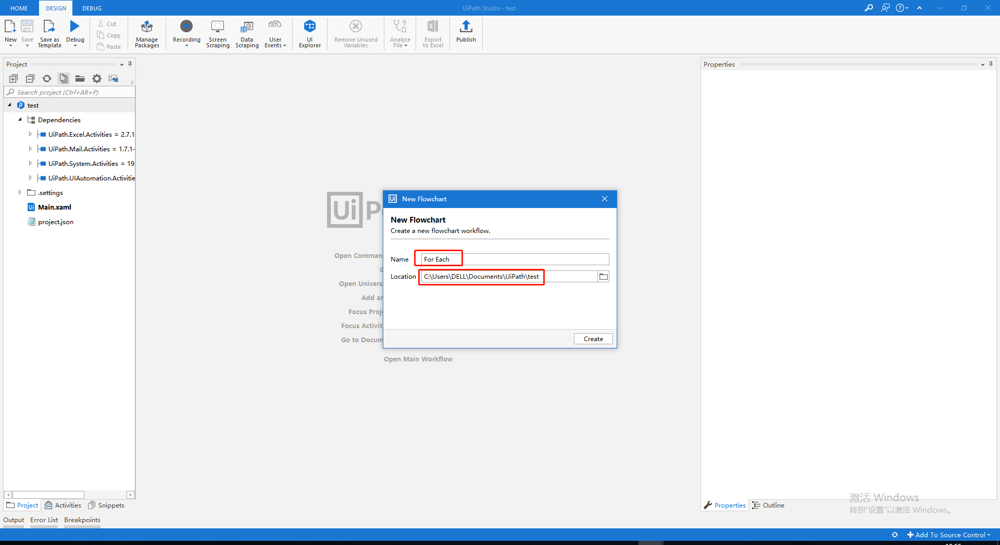 HOME DESIGN DEBUG UiPath Studio - test
New Save Save as Template Debug
Cut
Copy
Paste
Manage Packages
Recording
Screen Scraping
Data Scraping
User Events
UI Explorer
Remove Unused Variables
Analyze File
Export to Excel
Publish
Project
Search project (Ctrl+Alt+P)
test
Dependencies
UiPath.Excel.Activities = 2.7.1
UiPath.Mail.Activities = 1.7.1-
UiPath.System.Activities = 19.
UiPath.UIAutomation.Activitie
.settings
Ui Main.xaml
project.json
Ui P
Open Comman
Open Univers
Add an
Focus Proje
Focus Activit
Go to Docum
Open Main Workflow
Ui New Flowchart
New Flowchart
Create a new flowchart workflow.
Name For Each
Location C:\Users\DELL\Documents\UiPath\test
Create
Properties
激活 Windows
转到“设置”以激活 Windows。
Project Activities Snippets
Properties Outline
Output Error List Breakpoints
Add To Source Control